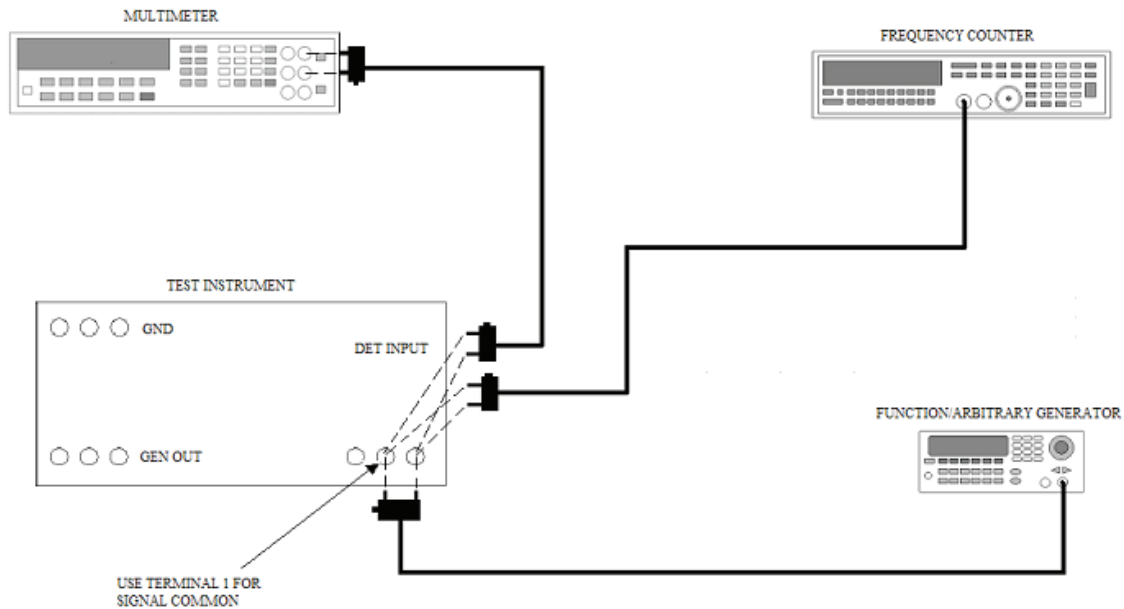 MULTIMETER
FREQUENCY COUNTER
TEST INSTRUMENT
GND
DET INPUT
FUNCTION/ARBITRARY GENERATOR
GEN OUT
USE TERMINAL 1 FOR
SIGNAL COMMON